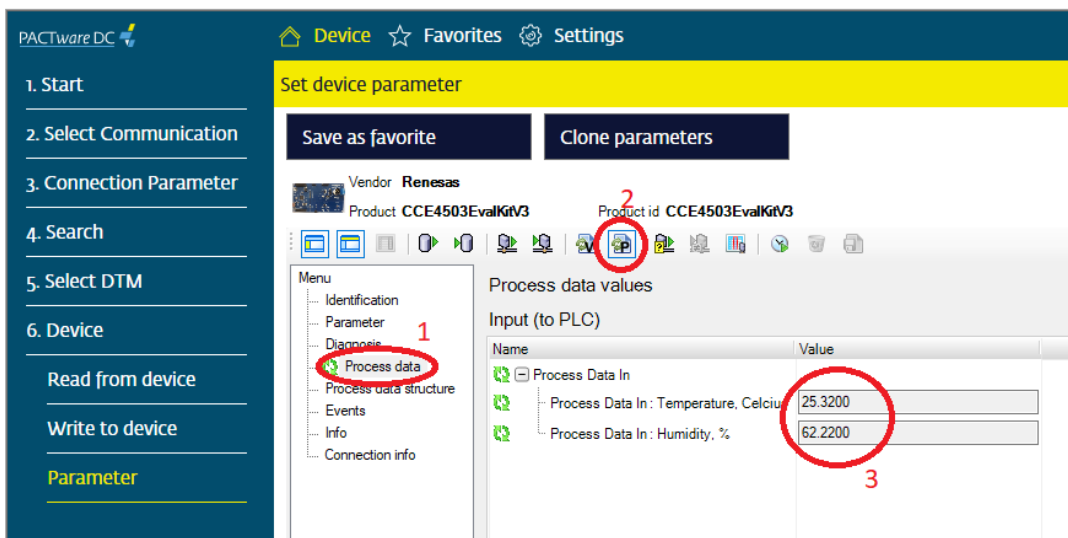 PACTware DC
Device Favorites Settings
1. Start
2. Select Communication
3. Connection Parameter
4. Search
5. Select DTM
6. Device
Read from device
Write to device
Parameter
Set device parameter
Save as favorite Clone parameters
Vendor Renesas
Product CCE4503EvalKitV3 Product id CCE4503EvalKitV3
2
V P
Menu
Identification
Parameter
Diagnosis
Process data
Process data structure
Events
Info
Connection info
1
Process data values
Input (to PLC)
Name Value
Process Data In
Process Data In : Temperature, Celciu 25.3200
Process Data In : Humidity, % 62.2200
3